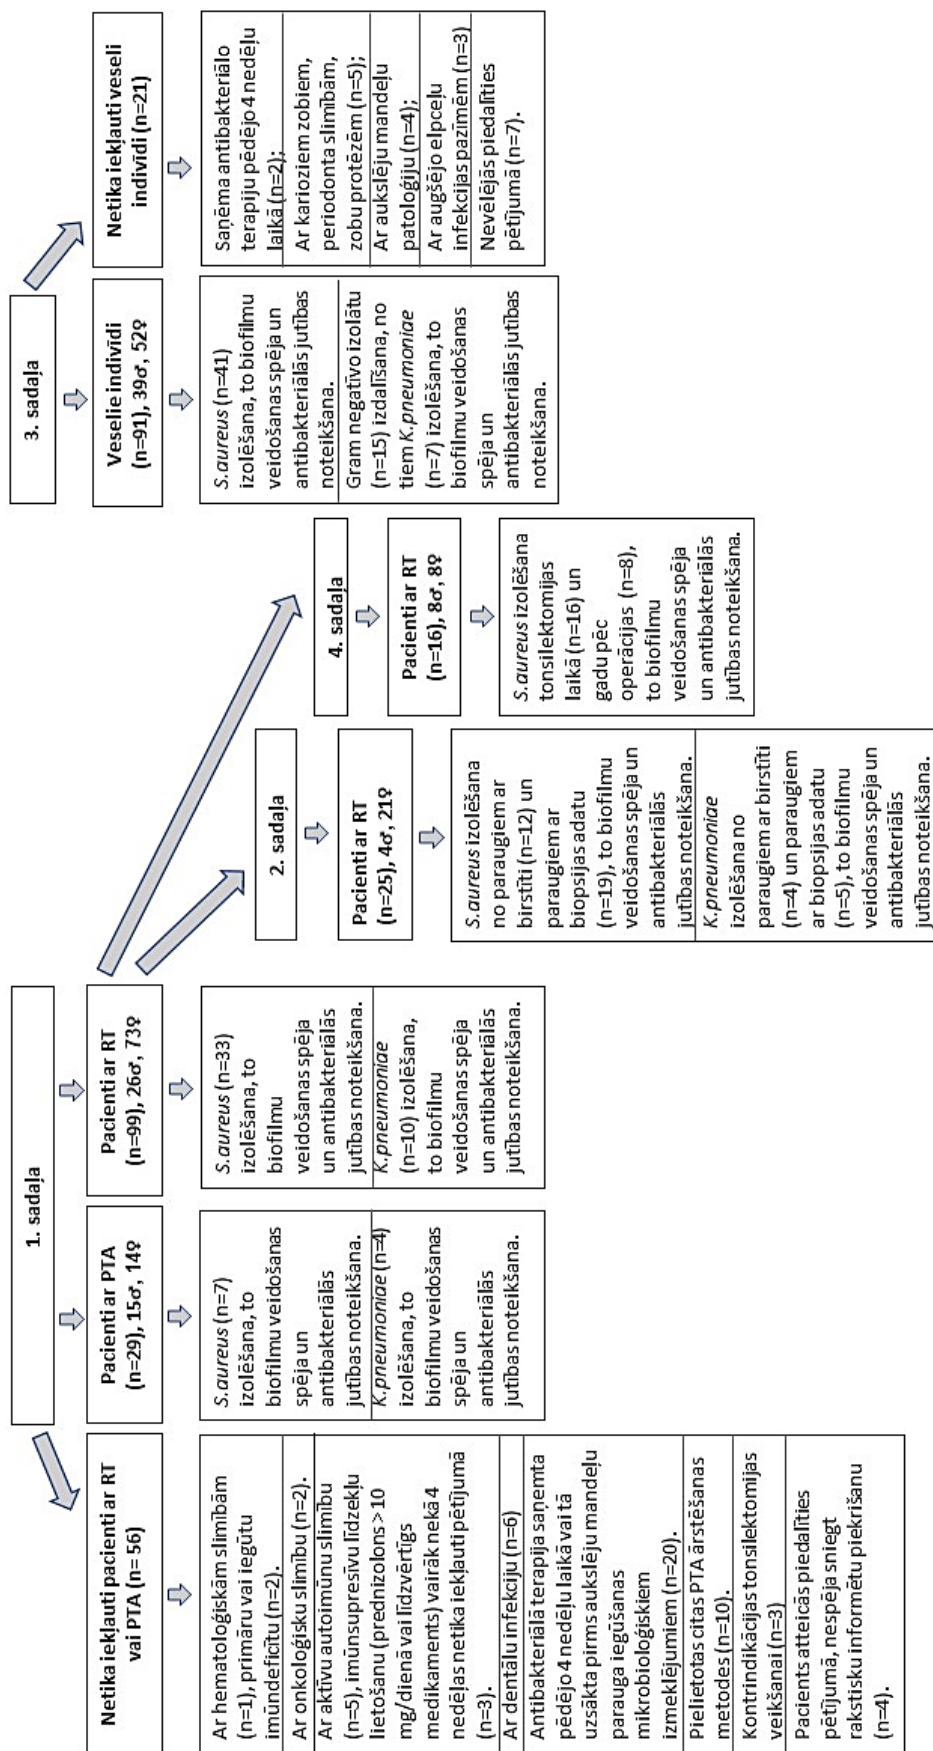 1. sadaļa
Netika iekļauti pacienti ar RT
vai PTA (n= 56)
Ar hematoloģiskām slimībām
(n=1), primāru vai iegūtu
imūndeficītu (n=2).
Ar onkoloģisku slimību (n=2).
Ar aktīvu autoimūnu slimību
(n=5), imūnsupresīvu līdzekļu
lietošanu (prednizolons > 10
mg/dienā vai līdzvērtīgs
medikaments) vairāk nekā 4
nedēļas netika iekļauti pētījumā
(n=3).
Ar dentālu infekciju (n=6)
Antibakteriālā terapija saņemta
pēdējo 4 nedēļu laikā vai tā
uzsākta pirms aukslēju mandeļu
parauga iegūšanas
mikrobioloģiskiem
izmeklējumiem (n=20).
Pielietotas citas PTA ārstēšanas
metodes (n=10).
Kontrindikācijas tonsilektomijas
veikšanai (n=3)
Pacients atteicās piedalīties
pētījumā, nespēja sniegt
rakstisku informētu piekrišanu
(n=4).
Pacienti ar PTA
(n=29), 15♂, 14♀
S.aureus (n=7)
izolēšana, to
biofilmu veidošanas
spēja un
antibakteriālās
jutības noteikšana.
K.pneumoniae (n=4)
izolēšana, to
biofilmu veidošanas
spēja un
antibakteriālās
jutības noteikšana.
Pacienti ar RT
(n=99), 26♂, 73♀
S.aureus (n=33)
izolēšana, to
biofilmu
veidošanas spēja
un antibakteriālās
jutības noteikšana.
K.pneumoniae
(n=10) izolēšana,
to biofilmu
veidošanas spēja
un antibakteriālās
jutības noteikšana.
2. sadaļa
Pacienti ar RT
(n=25), 4♂, 21♀
S.aureus izolēšana
no paraugiem ar
birstīti (n=12) un
paraugiem ar
biopsijas adatu
(n=19), to biofilmu
veidošanas spēja un
antibakteriālās
jutības noteikšana.
K.pneumoniae
izolēšana no
paraugiem ar birstīti
(n=4) un paraugiem
ar biopsijas adatu
(n=5), to biofilmu
veidošanas spēja un
antibakteriālās
jutības noteikšana.
4. sadaļa
Pacienti ar RT
(n=16), 8♂, 8♀
S.aureus izolēšana
tonsilektomijas
laikā (n=16) un
gadu pēc
operācijas (n=8),
to biofilmu
veidošanas spēja
un antibakteriālās
jutības noteikšana.
3. sadaļa
Veselie indivīdi
(n=91), 39♂, 52♀
S.aureus (n=41)
izolēšana, to biofilmu
veidošanas spēja un
antibakteriālās jutības
noteikšana.
Gram negatīvo izolātu
(n=15) izdalīšana, no
tiem K.pneumoniae
(n=7) izolēšana, to
biofilmu veidošanas
spēja un
antibakteriālās jutības
noteikšana.
Netika iekļauti veseli
indivīdi (n=21)
Saņēma antibakteriālo
terapiju pēdējo 4 nedēļu
laikā (n=2);
Ar karioziem zobiem,
periodonta slimībām,
zobu protēzēm (n=5);
Ar aukslēju mandeļu
patoloģiju (n=4);
Ar augšējo elpceļu
infekcijas pazīmēm (n=3)
Nevēlējās piedalīties
pētījumā (n=7).